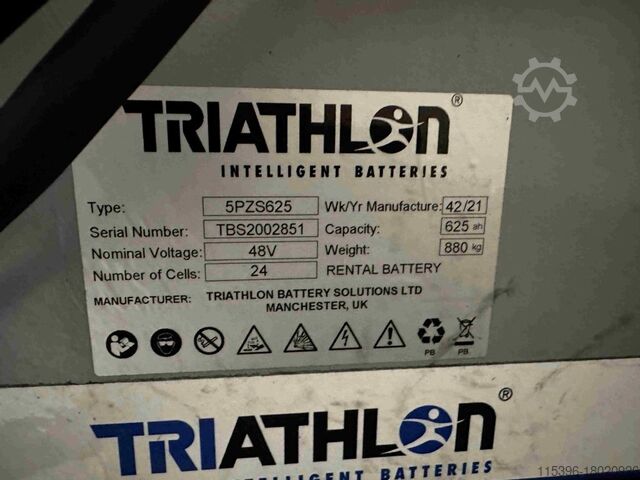 TRIATHLON®
INTELLIGENT BATTERIES
Type: 5PZS625 Wk/Yr Manufacture: 42/21
Serial Number: TBS2002851 Capacity: 625 ah
Nominal Voltage: 48V Weight: 880 kg
Number of Cells: 24 RENTAL BATTERY
MANUFACTURER: TRIATHLON BATTERY SOLUTIONS LTD
MANCHESTER, UK
PB PB
TRIATHLON®
INTELLIGENT BATTERIES